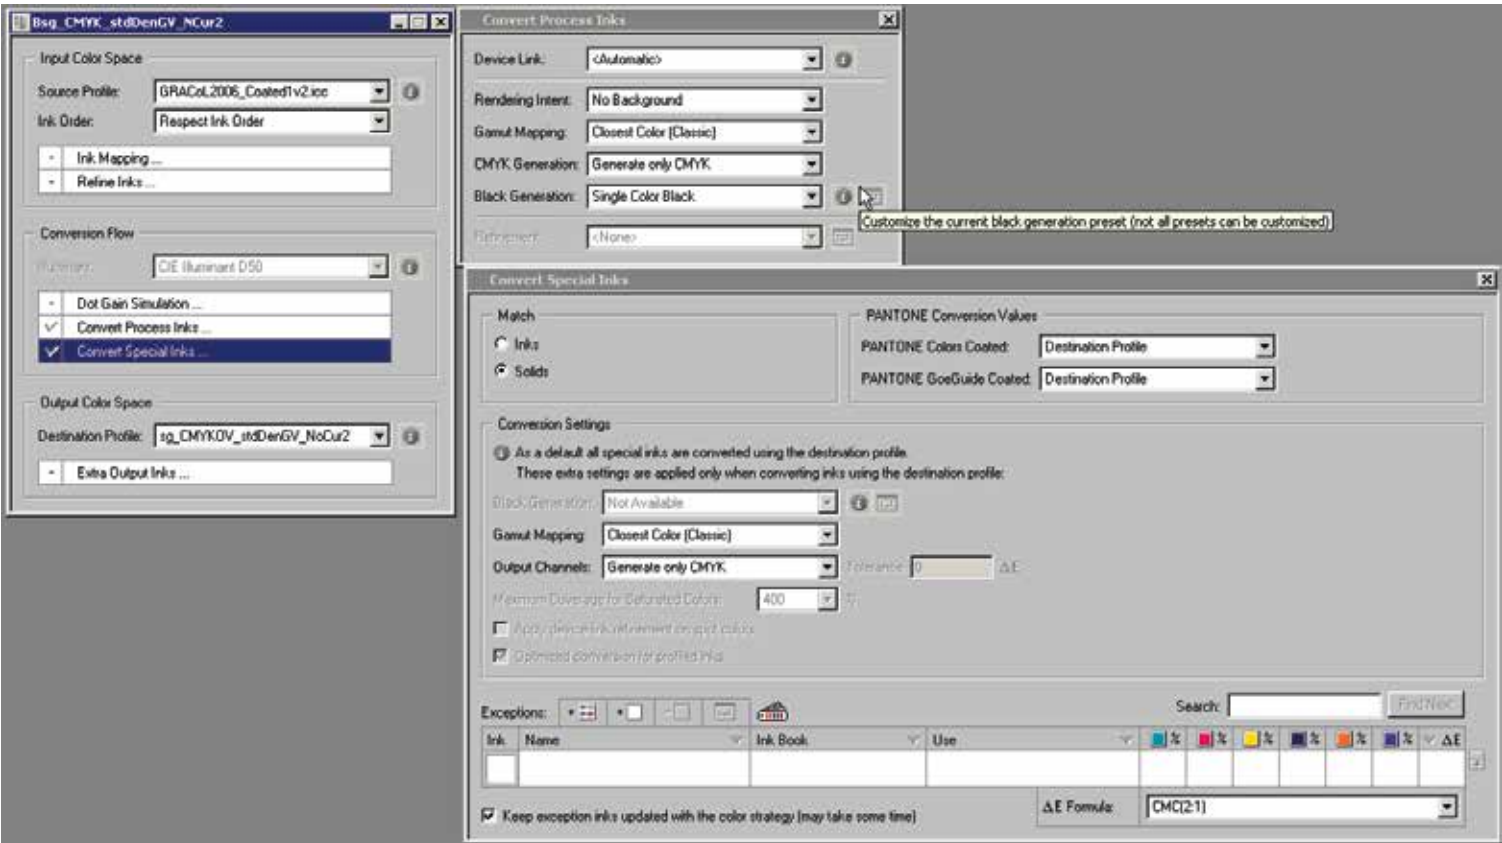 Bsg_CMYK_stdDenGV_NCur2
Input Color Space
Source Profile: GRACoL2006_Coated1v2.icc
Ink Order: Respect Ink Order
- Ink Mapping ...
- Refine Inks ...
Conversion Flow
Illuminant: CIE Illuminant D50
- Dot Gain Simulation ...
Convert Process Inks ...
Convert Special Inks ...
Output Color Space
Destination Profile: sg_CMYKOV_stdDenGV_NoCur2
- Extra Output Inks ...
Convert Process Inks
Device Link: <Automatic>
Rendering Intent: No Background
Gamut Mapping: Closest Color (Classic)
CMYK Generation: Generate only CMYK
Black Generation: Single Color Black
Customize the current black generation preset (not all presets can be customized)
Refinement: <None>
Convert Special Inks
Match
Inks
Solids
PANTONE Conversion Values
PANTONE Colors Coated: Destination Profile
PANTONE GoeGuide Coated: Destination Profile
Conversion Settings
As a default all special inks are converted using the destination profile.
These extra settings are applied only when converting inks using the destination profile:
Black Generation: Not Available
Gamut Mapping: Closest Color (Classic)
Output Channels: Generate only CMYK Tolerance: 0 ΔE
Maximum Coverage for Saturated Colors: 400 %
Apply device link refinement on spot colors
Optimized conversion for profiled inks
Exceptions: Search: Find Next
Ink Name Ink Book Use % % % % % % ΔE
Keep exception inks updated with the color strategy (may take some time)
ΔE Formula: CMC(2:1)